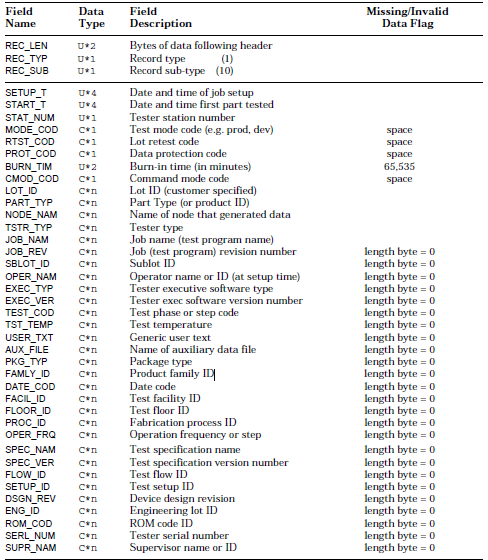 Field Data Field Missing/Invalid
Name Type Description Data Flag
REC_LEN U*2 Bytes of data following header
REC_TYP U*1 Record type (1)
REC_SUB U*1 Record sub-type (10)
SETUP_T U*4 Date and time of job setup
START_T U*4 Date and time first part tested
STAT_NUM U*1 Tester station number
MODE_COD C*1 Test mode code (e.g. prod, dev) space
RTST_COD C*1 Lot retest code space
PROT_COD C*1 Data protection code space
BURN_TIM U*2 Burn-in time (in minutes) 65,535
CMOD_COD C*1 Command mode code space
LOT_ID C*n Lot ID (customer specified)
PART_TYP C*n Part Type (or product ID)
NODE_NAM C*n Name of node that generated data
TSTR_TYP C*n Tester type
JOB_NAM C*n Job name (test program name)
JOB_REV C*n Job (test program) revision number length byte = 0
SBLOT_ID C*n Sublot ID length byte = 0
OPER_NAM C*n Operator name or ID (at setup time) length byte = 0
EXEC_TYP C*n Tester executive software type length byte = 0
EXEC_VER C*n Tester exec software version number length byte = 0
TEST_COD C*n Test phase or step code length byte = 0
TST_TEMP C*n Test temperature length byte = 0
USER_TXT C*n Generic user text length byte = 0
AUX_FILE C*n Name of auxiliary data file length byte = 0
PKG_TYP C*n Package type length byte = 0
FAMLY_ID C*n Product family ID length byte = 0
DATE_COD C*n Date code length byte = 0
FACIL_ID C*n Test facility ID length byte = 0
FLOOR_ID C*n Test floor ID length byte = 0
PROC_ID C*n Fabrication process ID length byte = 0
OPER_FRQ C*n Operation frequency or step length byte = 0
SPEC_NAM C*n Test specification name length byte = 0
SPEC_VER C*n Test specification version number length byte = 0
FLOW_ID C*n Test flow ID length byte = 0
SETUP_ID C*n Test setup ID length byte = 0
DSGN_REV C*n Device design revision length byte = 0
ENG_ID C*n Engineering lot ID length byte = 0
ROM_COD C*n ROM code ID length byte = 0
SERL_NUM C*n Tester serial number length byte = 0
SUPR_NAM C*n Supervisor name or ID length byte = 0